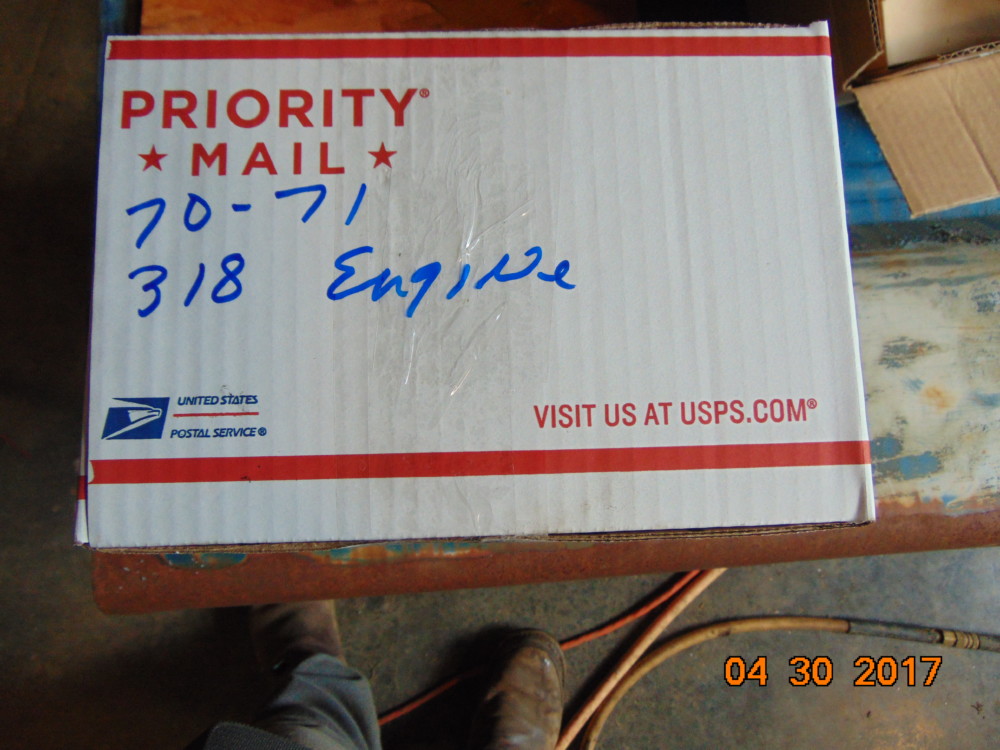 PRIORITY®
★ MAIL ★
70-71
318 Engine
UNITED STATES
POSTAL SERVICE®
VISIT US AT USPS.COM®
04 30 2017